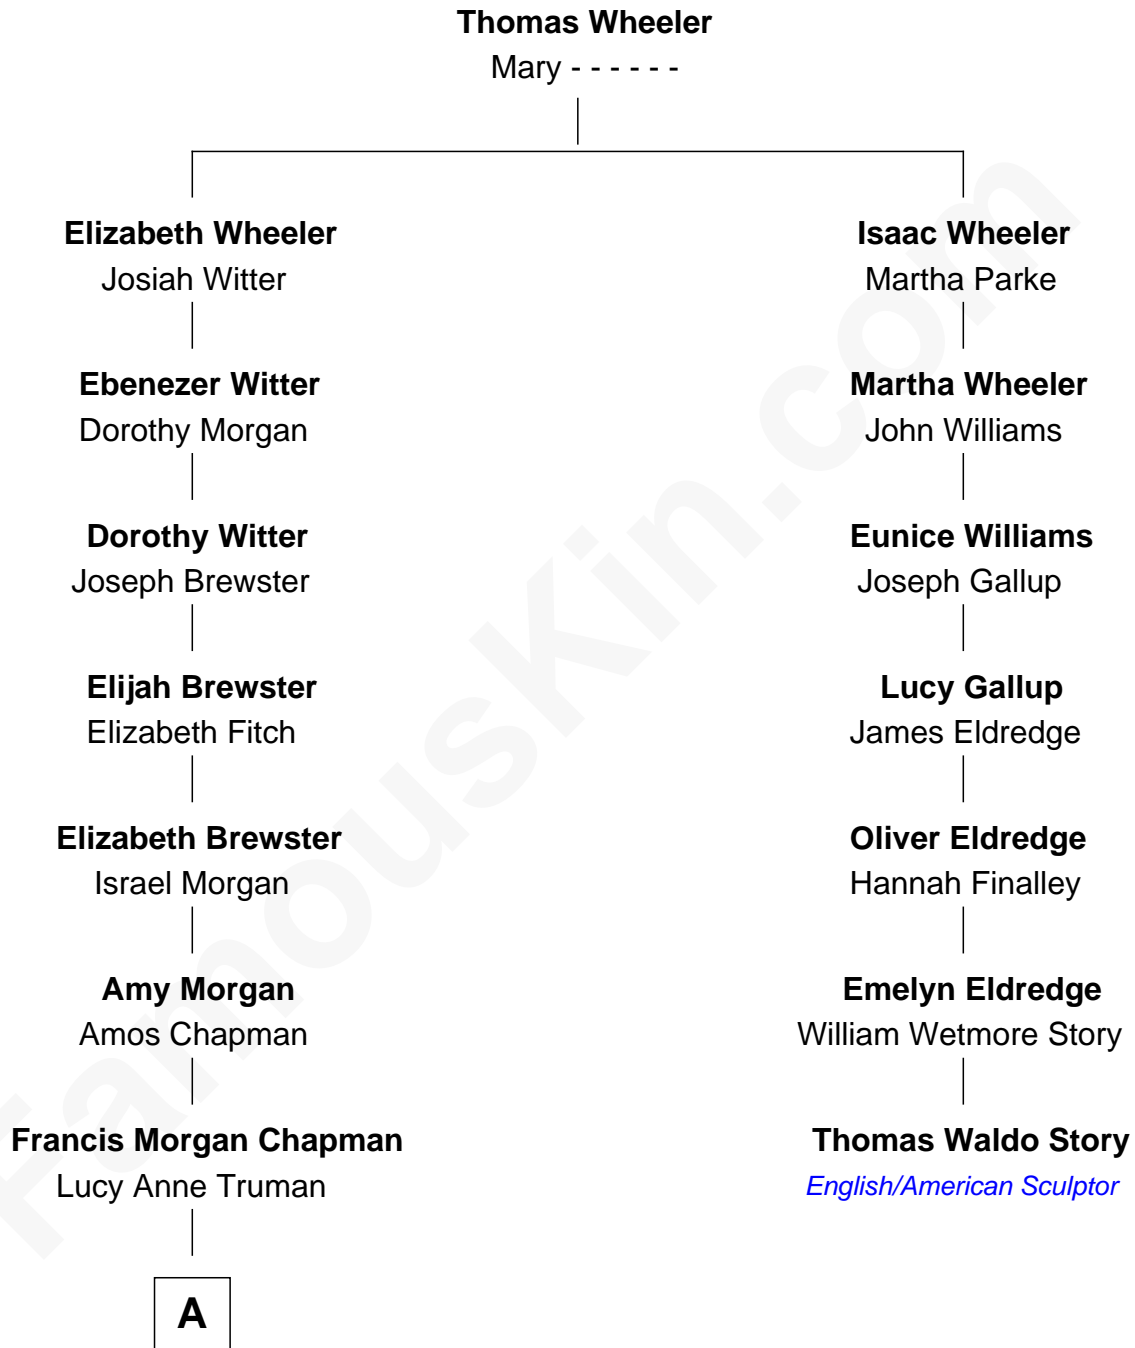 Thomas Wheeler
Mary - - - - - -
Elizabeth Wheeler
Josiah Witter
Isaac Wheeler
Martha Parke
Ebenezer Witter
Dorothy Morgan
Martha Wheeler
John Williams
Dorothy Witter
Joseph Brewster
Eunice Williams
Joseph Gallup
Elijah Brewster
Elizabeth Fitch
Lucy Gallup
James Eldredge
Elizabeth Brewster
Israel Morgan
Oliver Eldredge
Hannah Finalley
Amy Morgan
Amos Chapman
Emelyn Eldredge
William Wetmore Story
Francis Morgan Chapman
Lucy Anne Truman
Thomas Waldo Story
English/American Sculptor
A
FamousKin.com